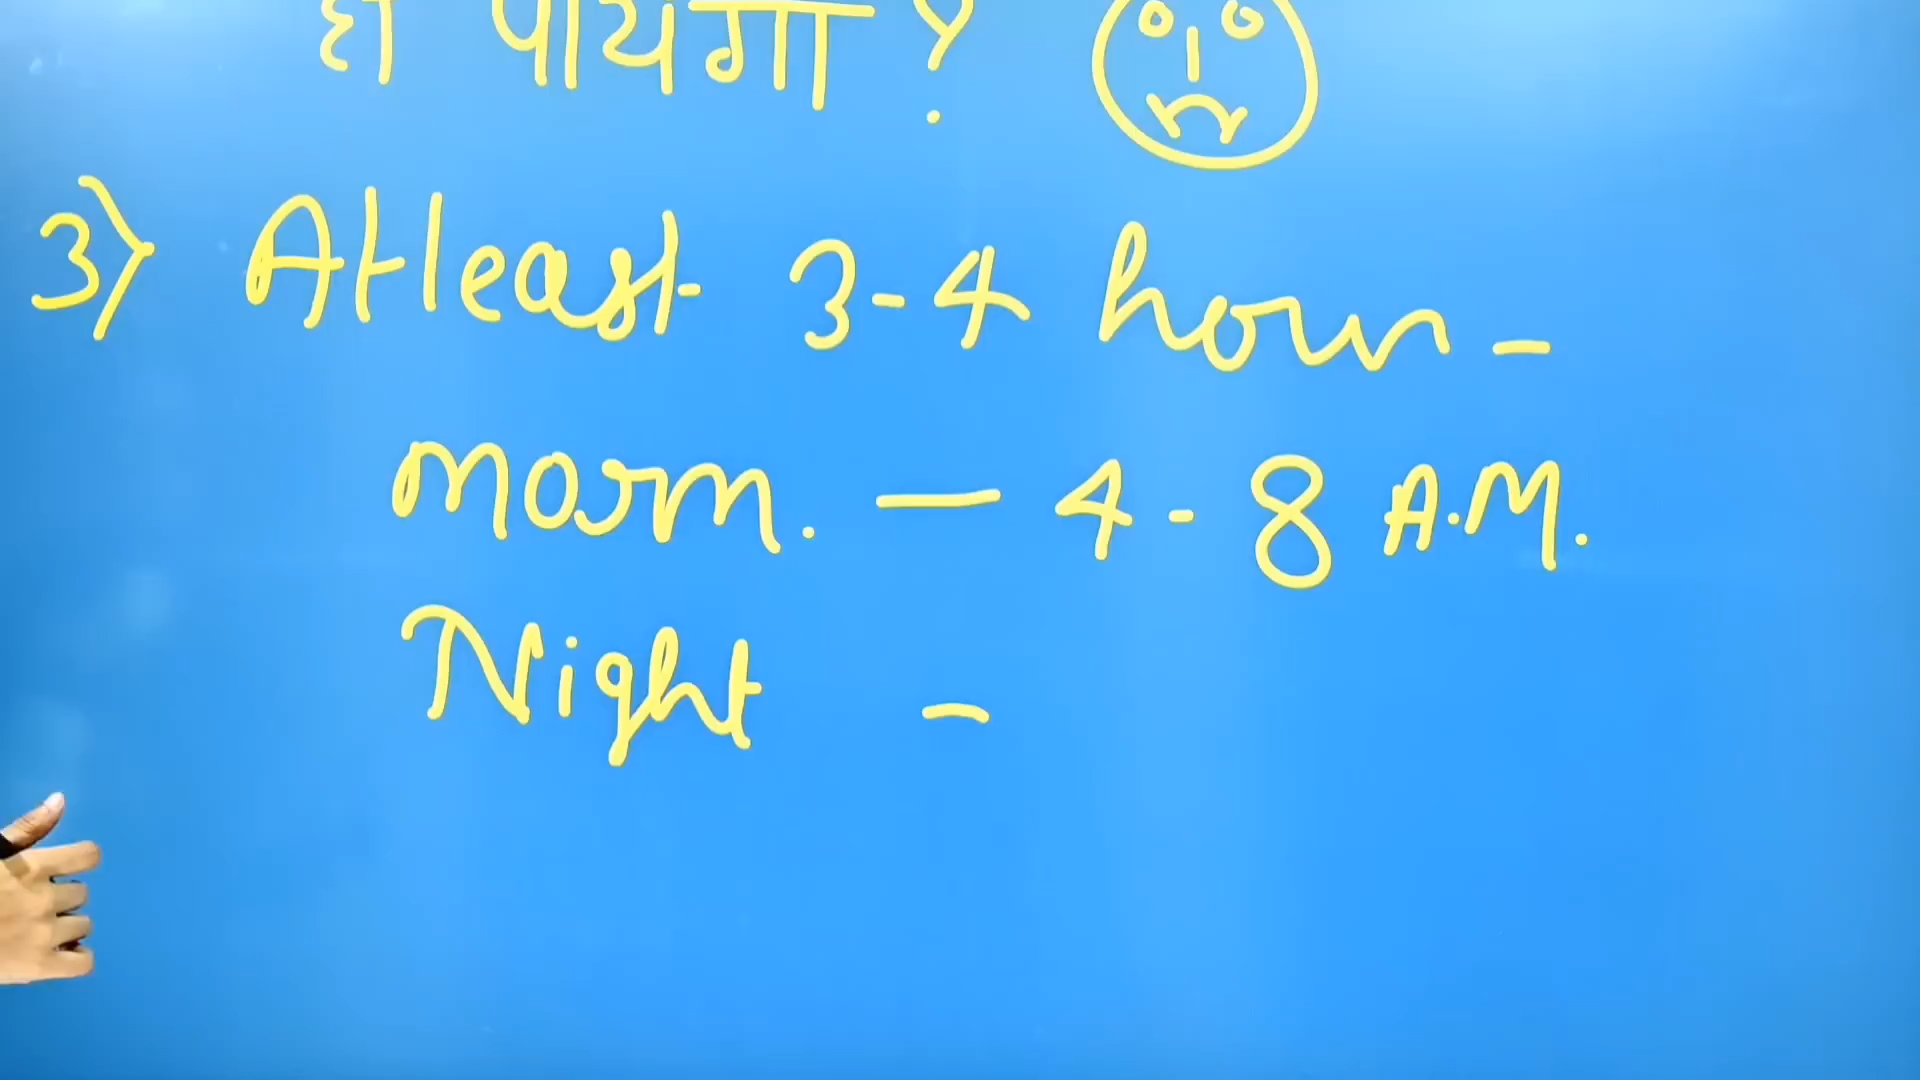 हो पायेगा ?
3) Atleast 3-4 hour -
morn. — 4-8 A.M.
Night -